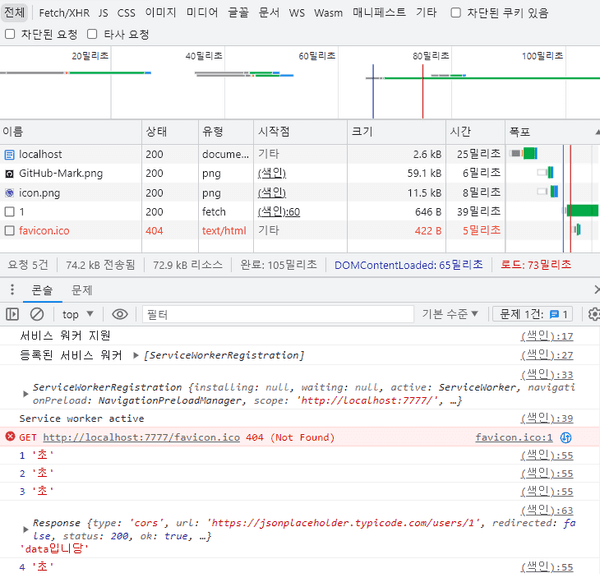 전체 Fetch/XHR JS CSS 이미지 미디어 글꼴 문서 WS Wasm 매니페스트 기타 차단된 쿠키 있음
차단된 요청 타사 요청
20밀리초 40밀리초 60밀리초 80밀리초 100밀리초
이름 상태 유형 시작점 크기 시간 폭포
localhost 200 docume... 기타 2.6 kB 25밀리초
GitHub-Mark.png 200 png (색인) 59.1 kB 6밀리초
icon.png 200 png (색인) 11.5 kB 8밀리초
1 200 fetch (색인):60 646 B 39밀리초
favicon.ico 404 text/html 기타 422 B 5밀리초
요청 5건 74.2 kB 전송됨 72.9 kB 리소스 완료: 105밀리초 DOMContentLoaded: 65밀리초 로드: 73밀리초
콘솔 문제
top 필터 기본 수준 문제 1건: 1
서비스 워커 지원 (색인):17
등록된 서비스 워커 [ServiceWorkerRegistration] (색인):27
(색인):33
ServiceWorkerRegistration {installing: null, waiting: null, active: ServiceWorker, navigati
onPreload: NavigationPreloadManager, scope: 'http://localhost:7777/', …}
Service worker active (색인):39
GET http://localhost:7777/favicon.ico 404 (Not Found) favicon.ico:1
1 '초' (색인):55
2 '초' (색인):55
3 '초' (색인):55
(색인):63
Response {type: 'cors', url: 'https://jsonplaceholder.typicode.com/users/1', redirected: fa
lse, status: 200, ok: true, …}
'data입니당'
4 '초' (색인):55